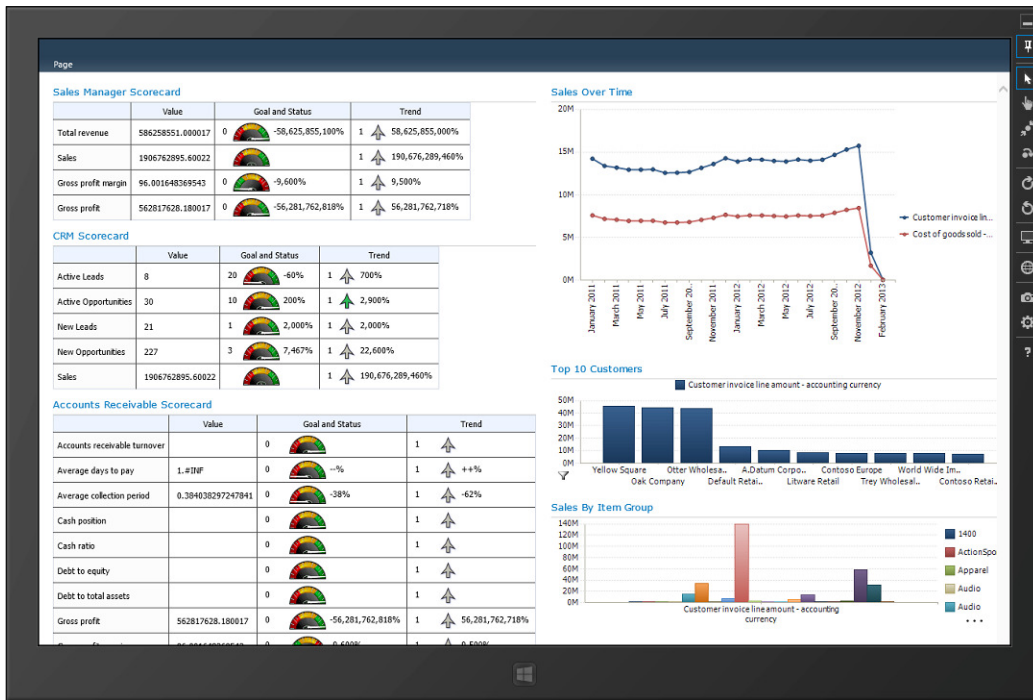 Page
Sales Manager Scorecard
Value Goal and Status Trend
Total revenue 586258551.000017 0 -58,625,855,100% 1 58,625,855,000%
Sales 1906762895.60022 1 190,676,289,460%
Gross profit margin 96.001648369543 0 -9,600% 1 9,500%
Gross profit 562817628.180017 0 -56,281,762,818% 1 56,281,762,718%
CRM Scorecard
Value Goal and Status Trend
Active Leads 8 20 -60% 1 700%
Active Opportunities 30 10 200% 1 2,900%
New Leads 21 1 2,000% 1 2,000%
New Opportunities 227 3 7,467% 1 22,600%
Sales 1906762895.60022 1 190,676,289,460%
Accounts Receivable Scorecard
Value Goal and Status Trend
Accounts receivable turnover 0 1
Average days to pay 1.#INF 0 --% 1 ++%
Average collection period 0.384038297247841 0 -38% 1 -62%
Cash position 0 1
Cash ratio 0 1
Debt to equity 0 1
Debt to total assets 0 1
Gross profit 562817628.180017 0 -56,281,762,818% 1 56,281,762,718%
Sales Over Time
20M
15M
10M
5M
0M
January 2011
March 2011
May 2011
July 2011
September 20...
November 2011
January 2012
March 2012
May 2012
July 2012
September 20...
November 2012
February 2013
Customer invoice lin...
Cost of goods sold -...
Top 10 Customers
Customer invoice line amount - accounting currency
50M
40M
30M
20M
10M
0M
Yellow Square Otter Wholesa.. A.Datum Corpo.. Contoso Europe World Wide Im..
Oak Company Default Retai.. Litware Retail Trey Wholesal.. Contoso Retai..
Sales By Item Group
140M
120M
100M
80M
60M
40M
20M
0M
Customer invoice line amount - accounting
currency
1400
ActionSpo
Apparel
Audio
Audio
...
?